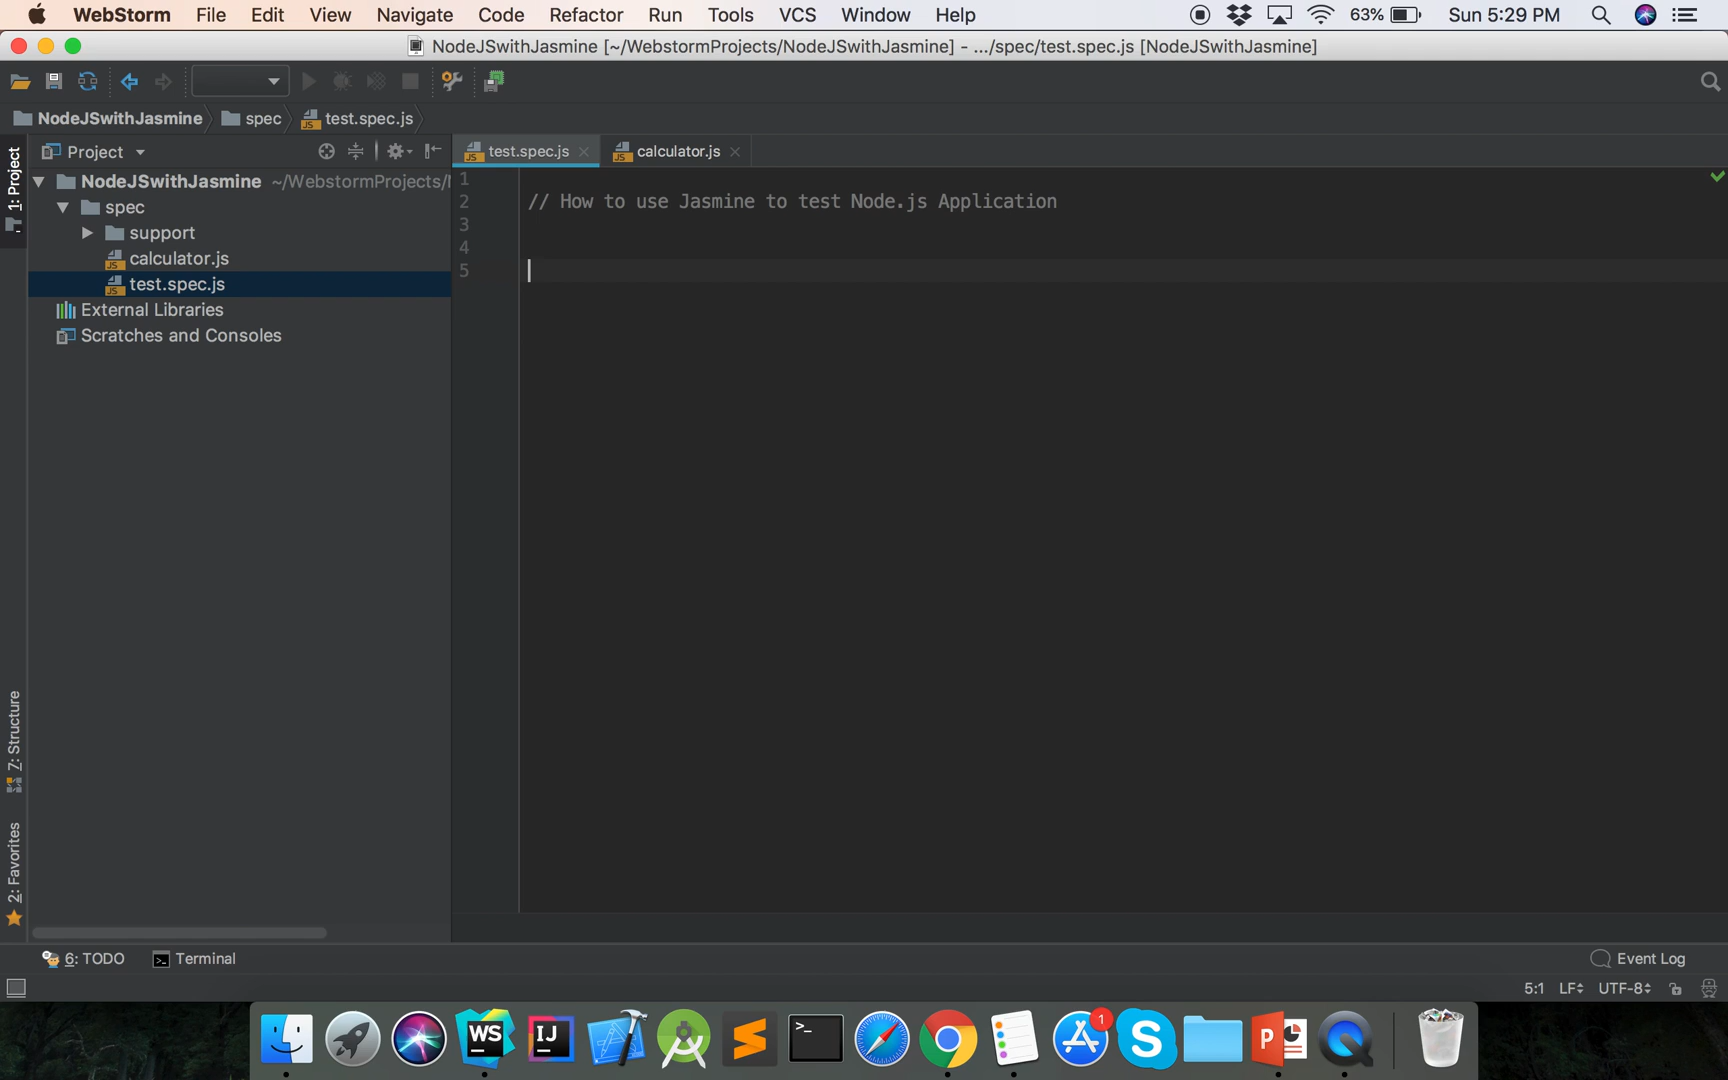 WebStorm File Edit View Navigate Code Refactor Run Tools VCS Window Help 63% Sun 5:29 PM
NodeJSwithJasmine [~/WebstormProjects/NodeJSwithJasmine] - .../spec/test.spec.js [NodeJSwithJasmine]
NodeJSwithJasmine spec test.spec.js
Project test.spec.js calculator.js
1: Project
NodeJSwithJasmine ~/WebstormProjects/
spec
support
calculator.js
test.spec.js
External Libraries
Scratches and Consoles
1
2 // How to use Jasmine to test Node.js Application
3
4
5
Z: Structure
2: Favorites
6: TODO Terminal Event Log
5:1 LF UTF-8
WS IJ >_ 1 S P